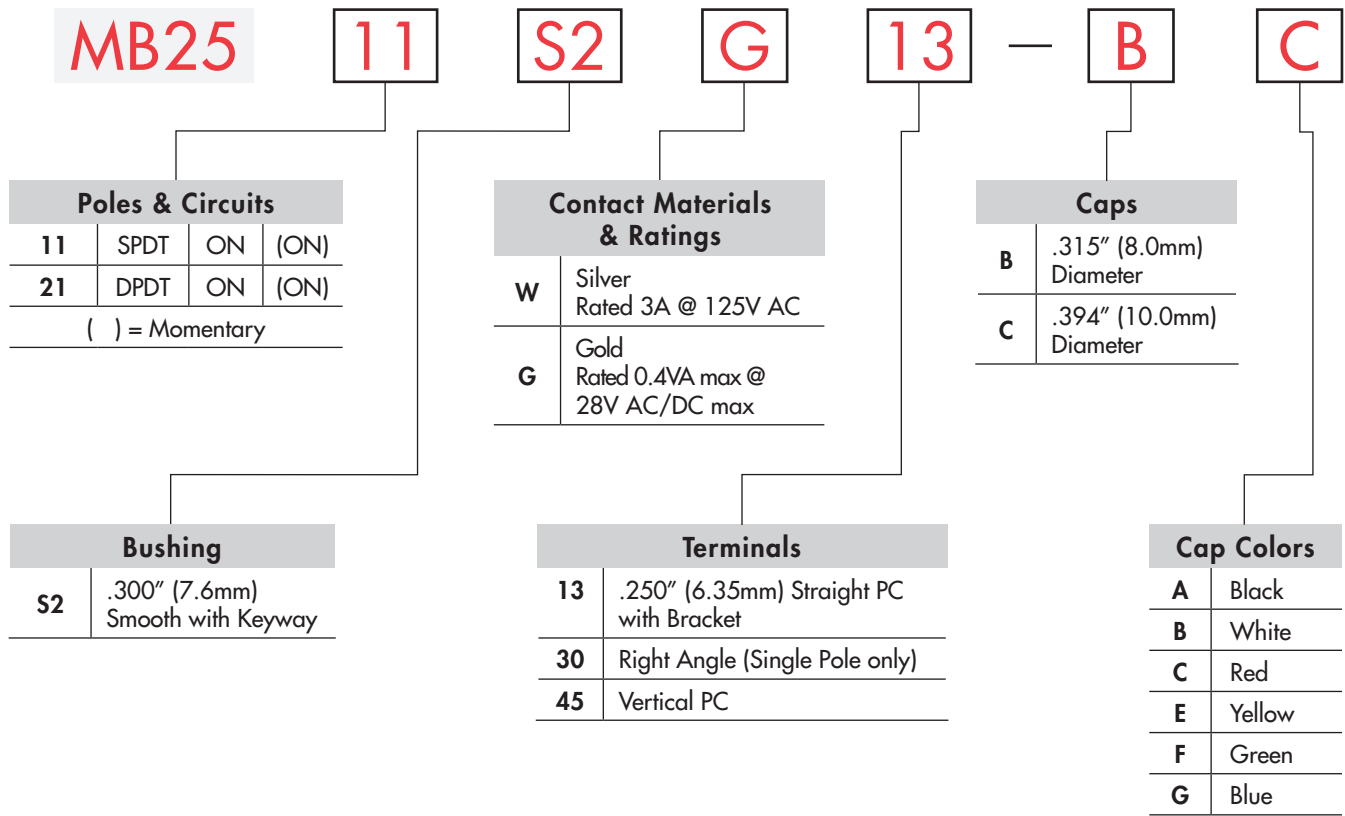 MB25 11 S2 G 13 — B C
Poles & Circuits
11 SPDT ON (ON)
21 DPDT ON (ON)
( ) = Momentary
Contact Materials
& Ratings
W Silver
Rated 3A @ 125V AC
G Gold
Rated 0.4VA max @
28V AC/DC max
Caps
B .315" (8.0mm)
Diameter
C .394" (10.0mm)
Diameter
Bushing
S2 .300" (7.6mm)
Smooth with Keyway
Terminals
13 .250" (6.35mm) Straight PC
with Bracket
30 Right Angle (Single Pole only)
45 Vertical PC
Cap Colors
A Black
B White
C Red
E Yellow
F Green
G Blue